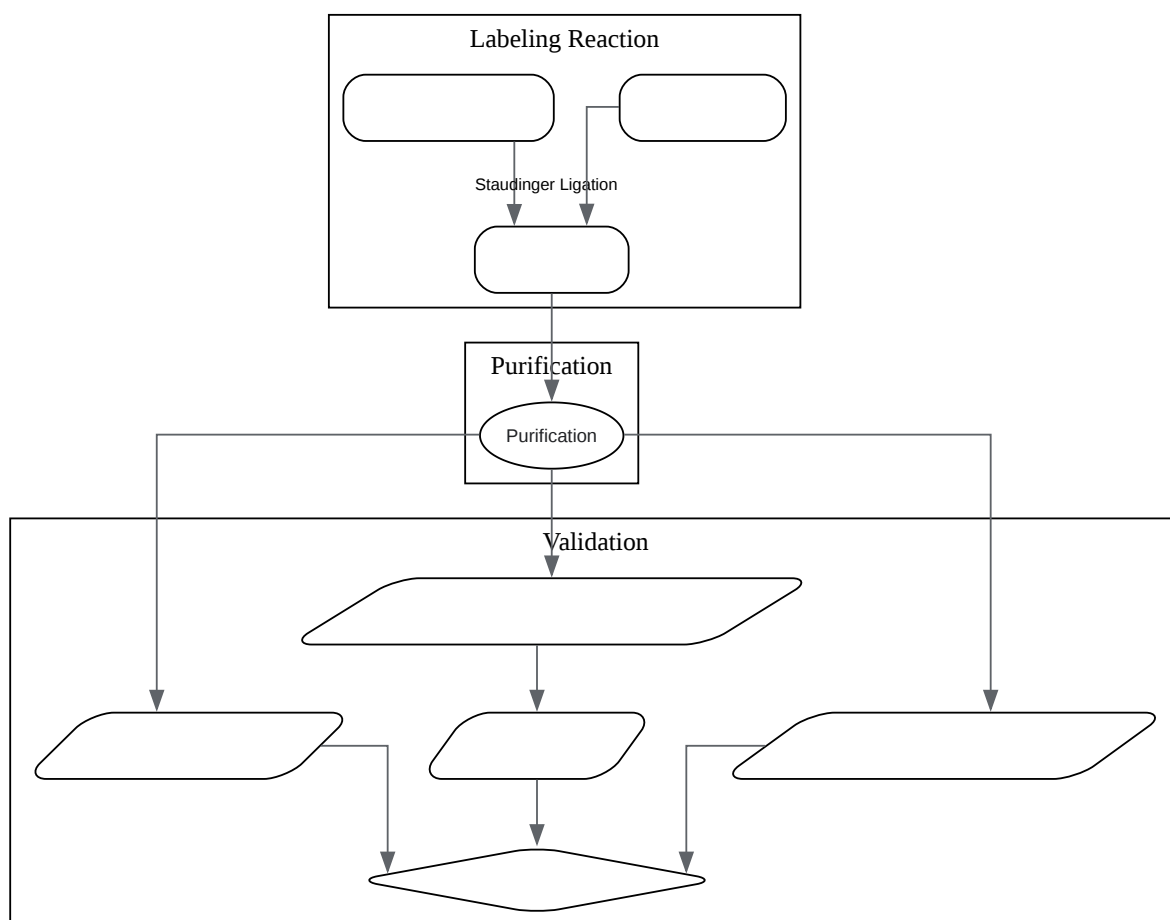 Labeling Reaction
Staudinger Ligation
Purification
Purification
Validation